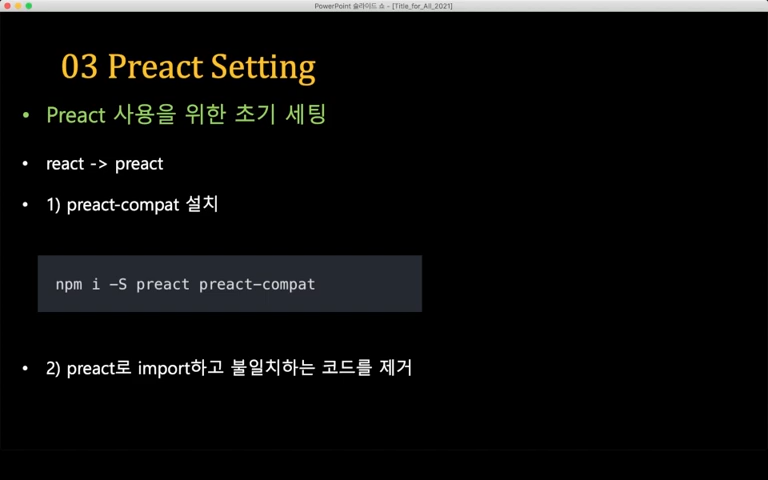 PowerPoint 슬라이드 쇼 - [Title_for_All_2021]
03 Preact Setting
• Preact 사용을 위한 초기 세팅
• react -> preact
• 1) preact-compat 설치
npm i -S preact preact-compat
• 2) preact로 import하고 불일치하는 코드를 제거